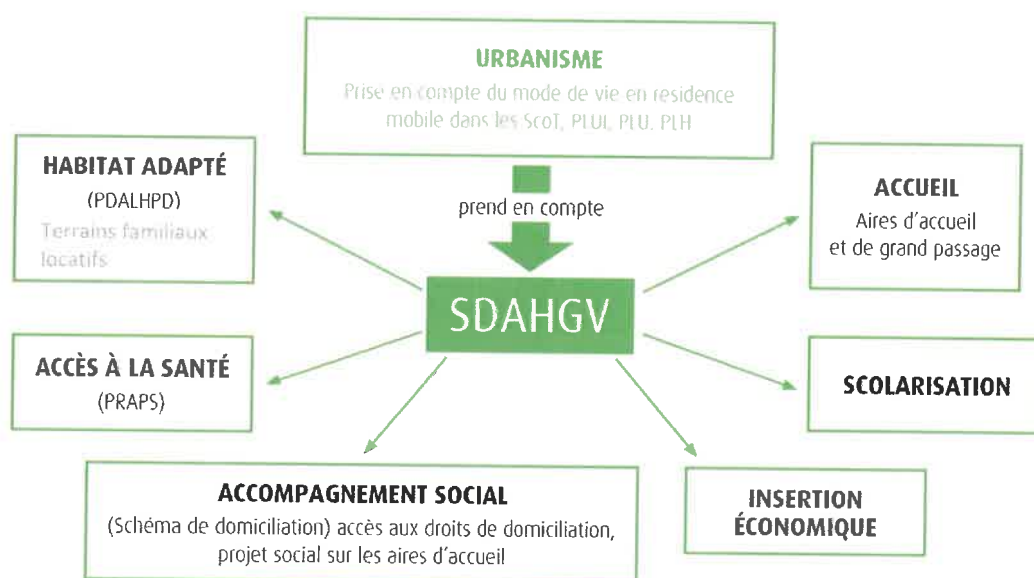 URBANISME
Prise en compte du mode de vie en residence
mobile dans les ScoT, PLUI, PLU. PLH
HABITAT ADAPTÉ
(PDALHPD)
Terrains familiaux
locatifs
prend en compte
ACCUEIL
Aires d'accueil
et de grand passage
SDAHGV
ACCÈS À LA SANTÉ
(PRAPS)
SCOLARISATION
ACCOMPAGNEMENT SOCIAL
(Schéma de domiciliation) accès aux droits de domiciliation,
projet social sur les aires d'accueil
INSERTION
ÉCONOMIQUE